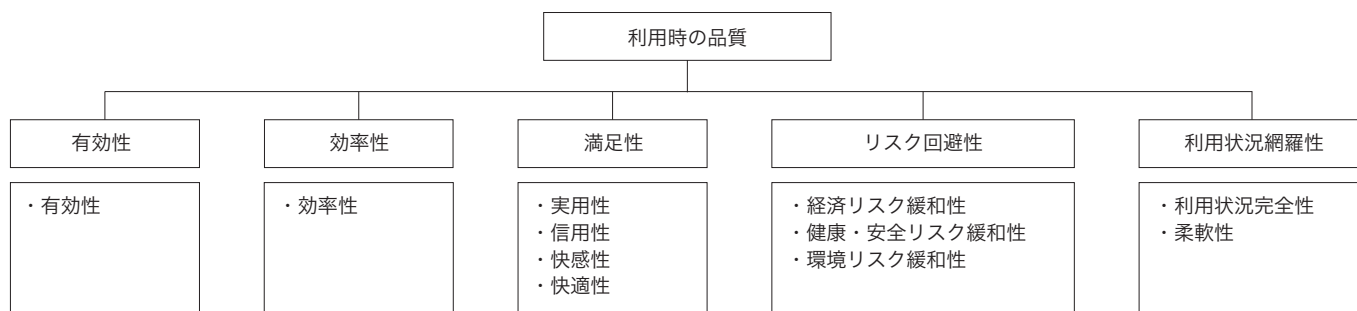 利用時の品質
有効性
効率性
満足性
リスク回避性
利用状況網羅性
・有効性
・効率性
・実用性
・信用性
・快感性
・快適性
・経済リスク緩和性
・健康・安全リスク緩和性
・環境リスク緩和性
・利用状況完全性
・柔軟性